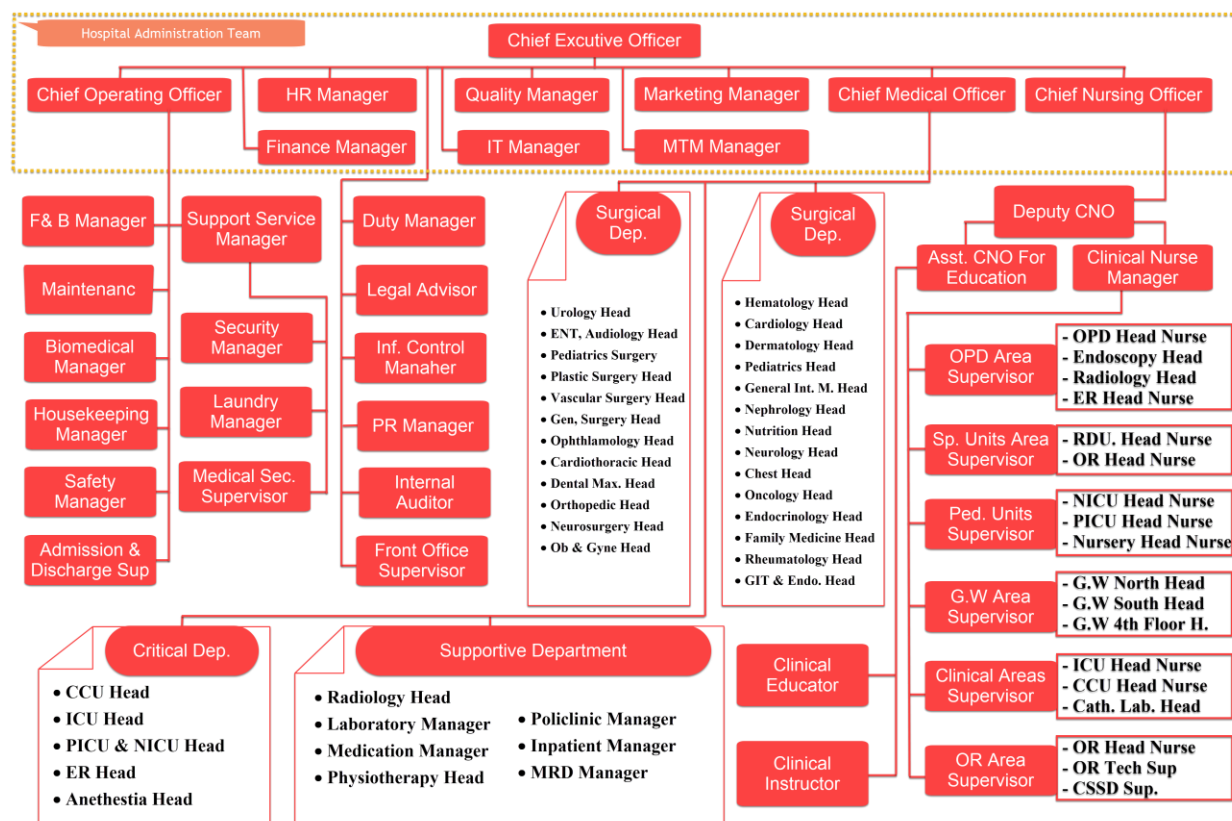 Hospital Administration Team
Chief Excutive Officer
Chief Operating Officer
HR Manager
Quality Manager
Marketing Manager
Chief Medical Officer
Chief Nursing Officer
Finance Manager
IT Manager
MTM Manager
F& B Manager
Support Service
Manager
Maintenanc
Biomedical
Manager
Security
Manager
Housekeeping
Manager
Laundry
Manager
Safety
Manager
Medical Sec.
Supervisor
Admission &
Discharge Sup
Duty Manager
Legal Advisor
Inf. Control
Manaher
PR Manager
Internal
Auditor
Front Office
Supervisor
Surgical
Dep.
• Urology Head
• ENT, Audiology Head
• Pediatrics Surgery
• Plastic Surgery Head
• Vascular Surgery Head
• Gen, Surgery Head
• Ophthlamology Head
• Cardiothoracic Head
• Dental Max. Head
• Orthopedic Head
• Neurosurgery Head
• Ob & Gyne Head
Surgical
Dep.
• Hematology Head
• Cardiology Head
• Dermatology Head
• Pediatrics Head
• General Int. M. Head
• Nephrology Head
• Nutrition Head
• Neurology Head
• Chest Head
• Oncology Head
• Endocrinology Head
• Family Medicine Head
• Rheumatology Head
• GIT & Endo. Head
Deputy CNO
Asst. CNO For
Education
Clinical Nurse
Manager
OPD Area
Supervisor
- OPD Head Nurse
- Endoscopy Head
- Radiology Head
- ER Head Nurse
Sp. Units Area
Supervisor
- RDU. Head Nurse
- OR Head Nurse
Ped. Units
Supervisor
- NICU Head Nurse
- PICU Head Nurse
- Nursery Head Nurse
G.W Area
Supervisor
- G.W North Head
- G.W South Head
- G.W 4th Floor H.
Clinical Areas
Supervisor
- ICU Head Nurse
- CCU Head Nurse
- Cath. Lab. Head
OR Area
Supervisor
- OR Head Nurse
- OR Tech Sup
- CSSD Sup.
Clinical
Educator
Clinical
Instructor
Critical Dep.
• CCU Head
• ICU Head
• PICU & NICU Head
• ER Head
• Anethestia Head
Supportive Department
• Radiology Head
• Laboratory Manager
• Medication Manager
• Physiotherapy Head
• Policlinic Manager
• Inpatient Manager
• MRD Manager